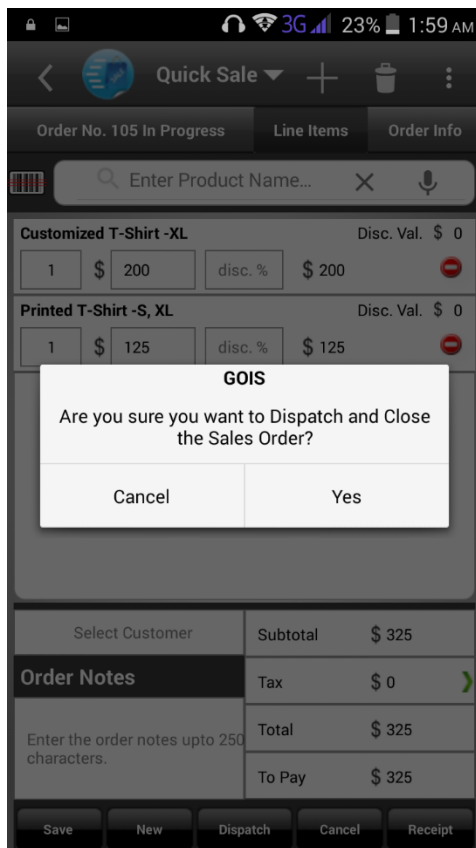 3G 23% 1:59 AM
Quick Sale
Order No. 105 In Progress Line Items Order Info
Enter Product Name...
Customized T-Shirt -XL Disc. Val. $ 0
1 $ 200 disc. % $ 200
Printed T-Shirt -S, XL Disc. Val. $ 0
1 $ 125 disc. % $ 125
GOIS
Are you sure you want to Dispatch and Close
the Sales Order?
Cancel Yes
Select Customer Subtotal $ 325
Order Notes Tax $ 0
Enter the order notes upto 250
characters.
Total $ 325
To Pay $ 325
Save New Dispatch Cancel Receipt